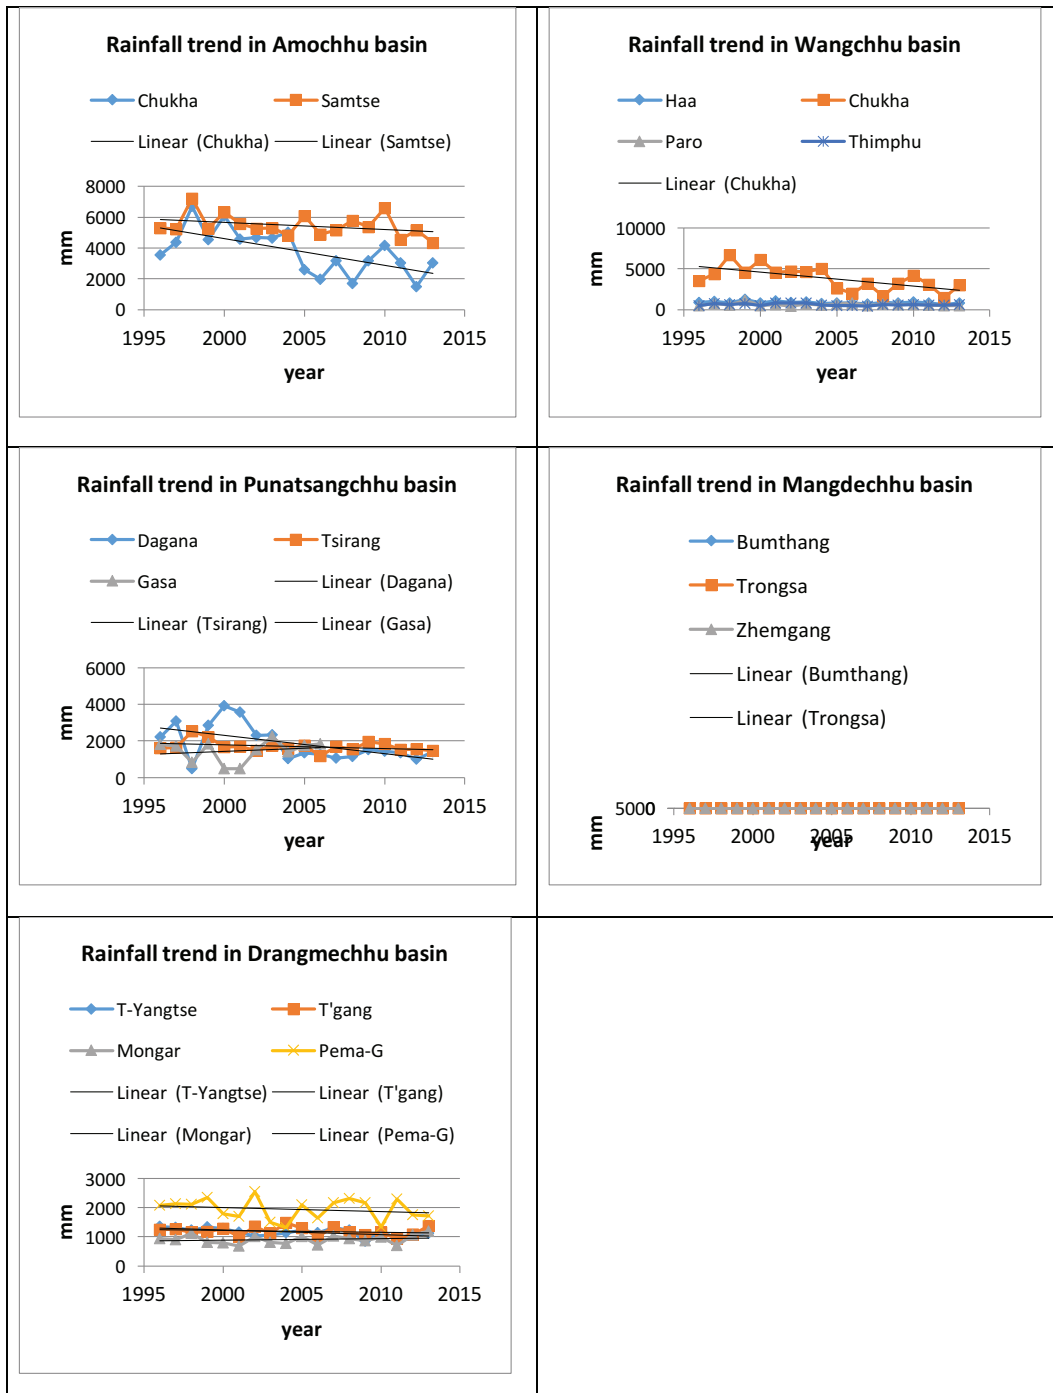 Rainfall trend in Amochhu basin
Chukha Samtse
Linear (Chukha) Linear (Samtse)
8000
6000
4000
2000
0
mm
1995 2000 2005 2010 2015
year
Rainfall trend in Wangchhu basin
Haa Chukha
Paro Thimphu
Linear (Chukha)
10000
5000
0
mm
1995 2000 2005 2010 2015
year
Rainfall trend in Punatsangchhu basin
Dagana Tsirang
Gasa Linear (Dagana)
Linear (Tsirang) Linear (Gasa)
6000
4000
2000
0
mm
1995 2000 2005 2010 2015
year
Rainfall trend in Mangdechhu basin
Bumthang
Trongsa
Zhemgang
Linear (Bumthang)
Linear (Trongsa)
5000
0
mm
1995 2000 2005 2010 2015
year
Rainfall trend in Drangmechhu basin
T-Yangtse T'gang
Mongar Pema-G
Linear (T-Yangtse) Linear (T'gang)
Linear (Mongar) Linear (Pema-G)
3000
2000
1000
0
mm
1995 2000 2005 2010 2015
year